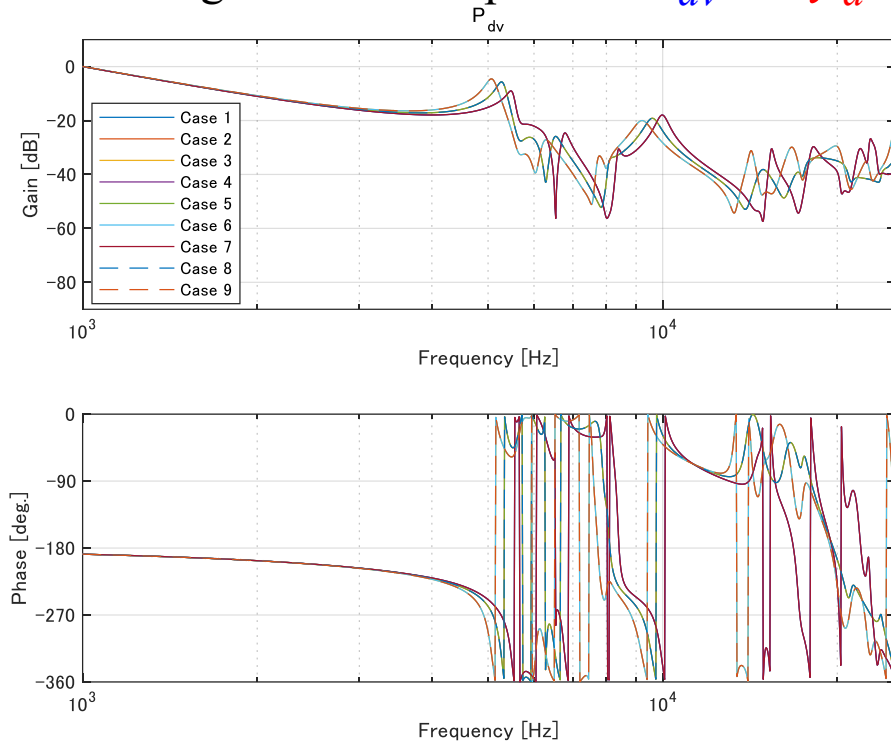 P_dv
Gain [dB]
0
-20
-40
-60
-80
Case 1
Case 2
Case 3
Case 4
Case 5
Case 6
Case 7
Case 8
Case 9
10^3
10^4
Frequency [Hz]
Phase [deg.]
0
-90
-180
-270
-360
10^3
10^4
Frequency [Hz]